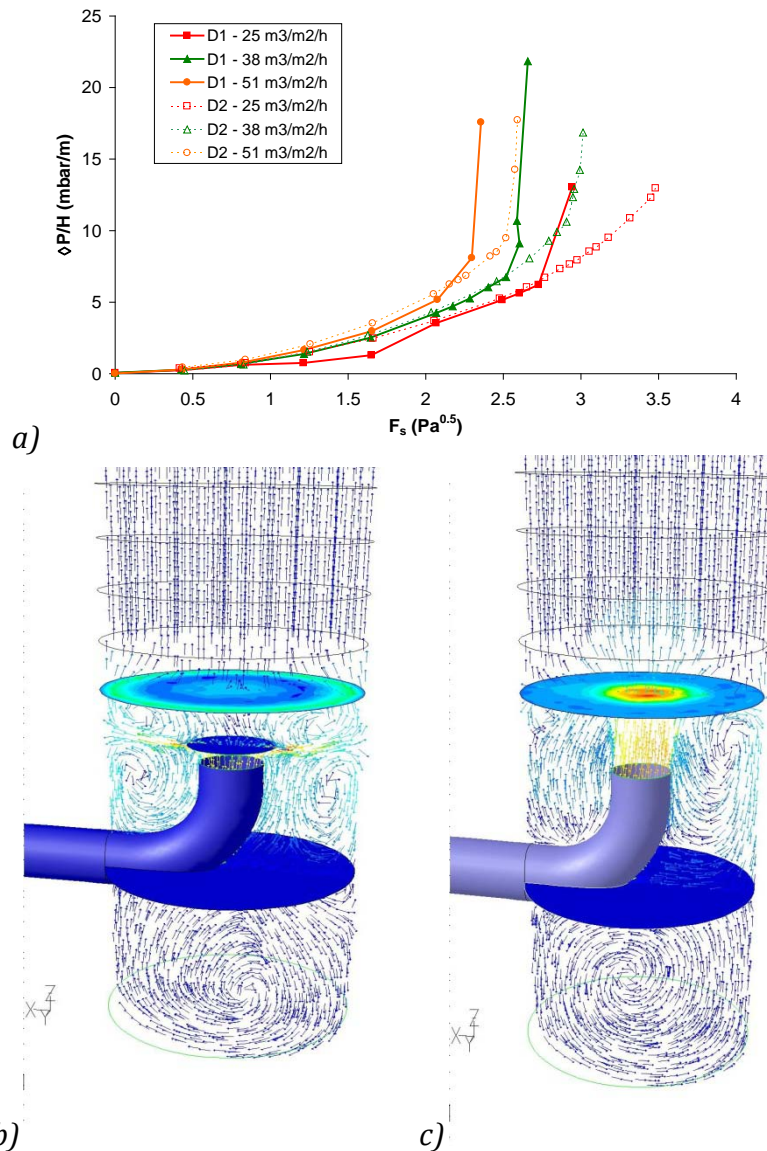 25
20
15
10
5
0
◊P/H (mbar/m)
D1 - 25 m3/m2/h
D1 - 38 m3/m2/h
D1 - 51 m3/m2/h
D2 - 25 m3/m2/h
D2 - 38 m3/m2/h
D2 - 51 m3/m2/h
0 0.5 1 1.5 2 2.5 3 3.5 4
Fs (Pa0.5)
a)
X Y Z
X Y Z
b)
c)